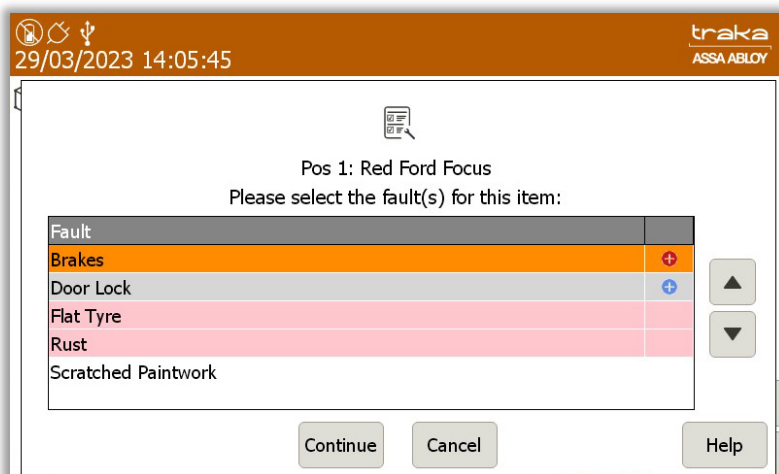 traka
29/03/2023 14:05:45
ASSA ABLOY
Pos 1: Red Ford Focus
Please select the fault(s) for this item:
Fault
Brakes
Door Lock
Flat Tyre
Rust
Scratched Paintwork
Continue
Cancel
Help